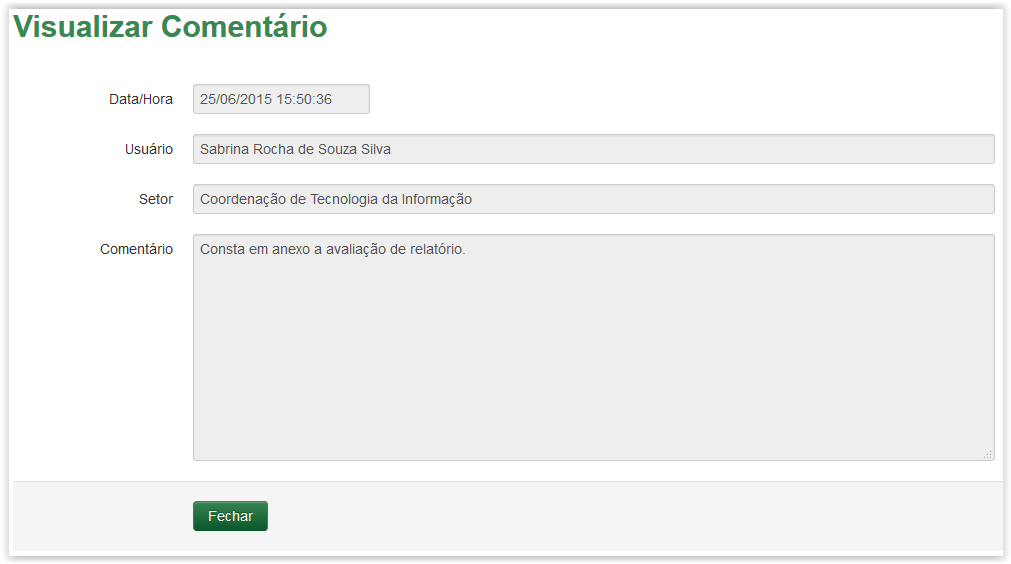 Visualizar Comentário
Data/Hora 25/06/2015 15:50:36
Usuário Sabrina Rocha de Souza Silva
Setor Coordenação de Tecnologia da Informação
Comentário Consta em anexo a avaliação de relatório.
Fechar